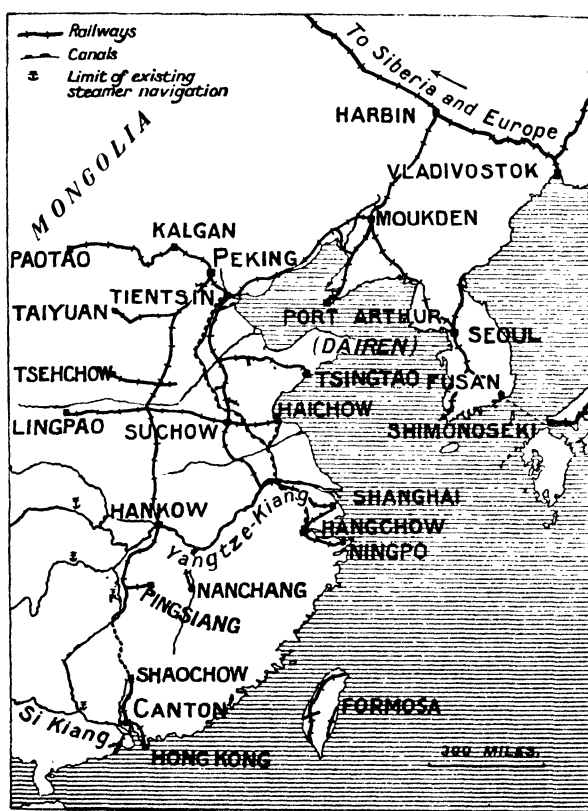 Railways
Canals
Limit of existing
steamer navigation
To Siberia and Europe
HARBIN
VLADIVOSTOK
MONGOLIA
MOUKDEN
KALGAN
PEKING
PAOTAO
TIENTSIN
TAIYUAN
PORT ARTHUR
(DAIREN)
SEOUL
TSEHCHOW
TSINGTAO
FUSAN
HAICHOW
LINGPAO
SUCHOW
SHIMONOSEKI
SHANGHAI
HANKOW
Yangtze-Kiang
HANGCHOW
NINGPO
NANCHANG
PINGSIANG
SHAOCHOW
CANTON
FORMOSA
Si Kiang
HONG KONG
300 MILES.